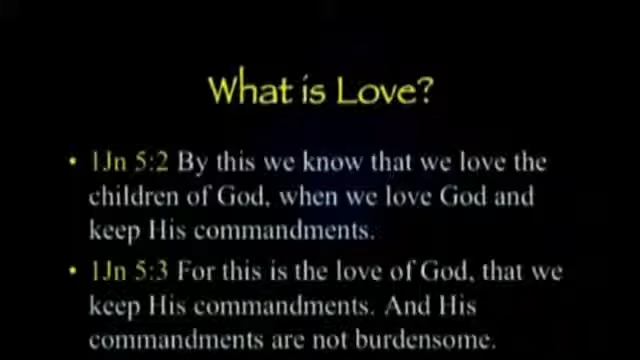 What is Love?
• 1Jn 5:2 By this we know that we love the
children of God, when we love God and
keep His commandments.
• 1Jn 5:3 For this is the love of God, that we
keep His commandments. And His
commandments are not burdensome.